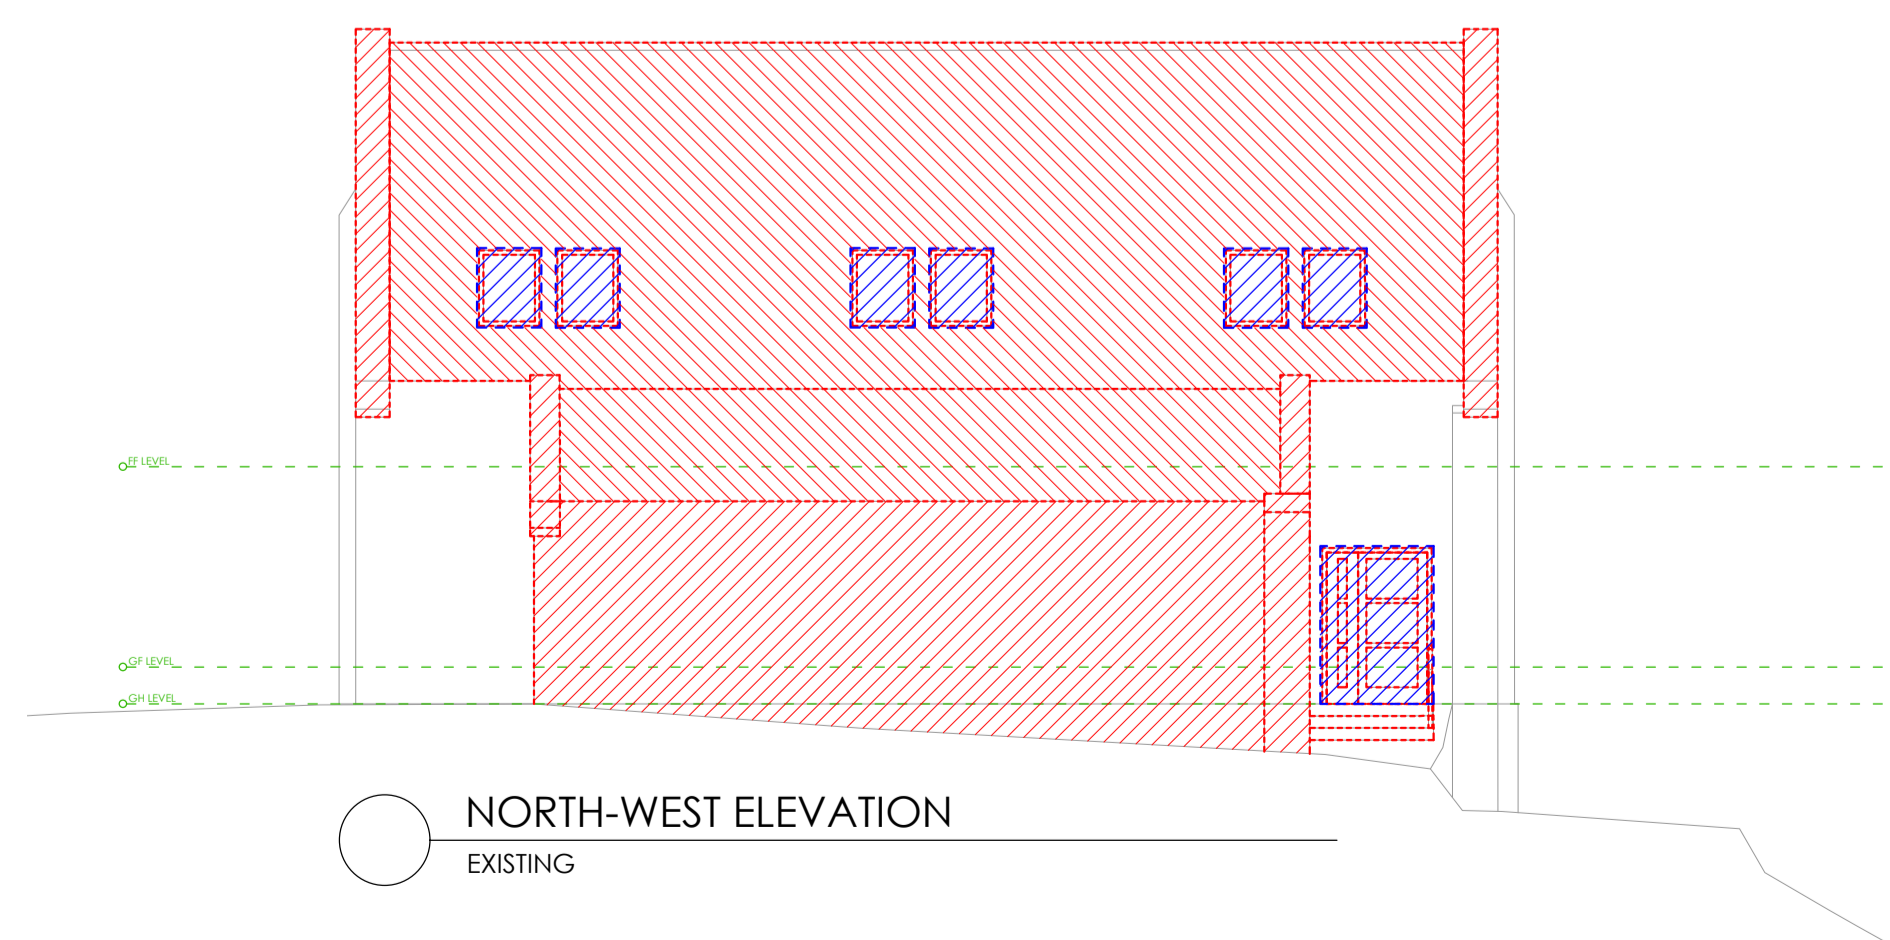 FF LEVEL
GF LEVEL
GH LEVEL
NORTH-WEST ELEVATION
EXISTING